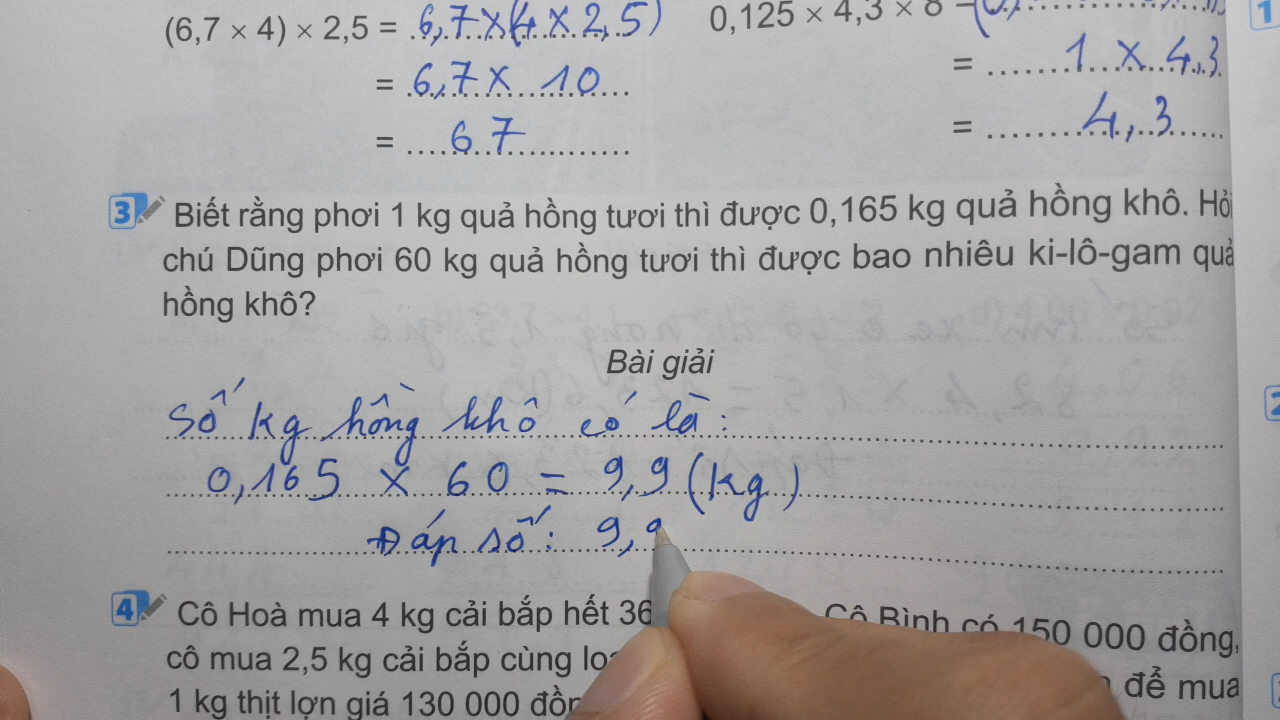 (6,7 × 4) × 2,5 = 6,7 × (4 × 2,5)
= 6,7 × 10
= 67
0,125 × 4,3 × 8 =
= 1 × 4,3
= 4,3
1
3 Biết rằng phơi 1 kg quả hồng tươi thì được 0,165 kg quả hồng khô. Hỏi
chú Dũng phơi 60 kg quả hồng tươi thì được bao nhiêu ki-lô-gam quả
hồng khô?
Bài giải
Số kg hồng khô có là:
0,165 × 60 = 9,9 (kg)
Đáp số: 9,9
4 Cô Hoà mua 4 kg cải bắp hết 36 Cô Bình có 150 000 đồng,
cô mua 2,5 kg cải bắp cùng để mua
1 kg thịt lợn giá 130 000